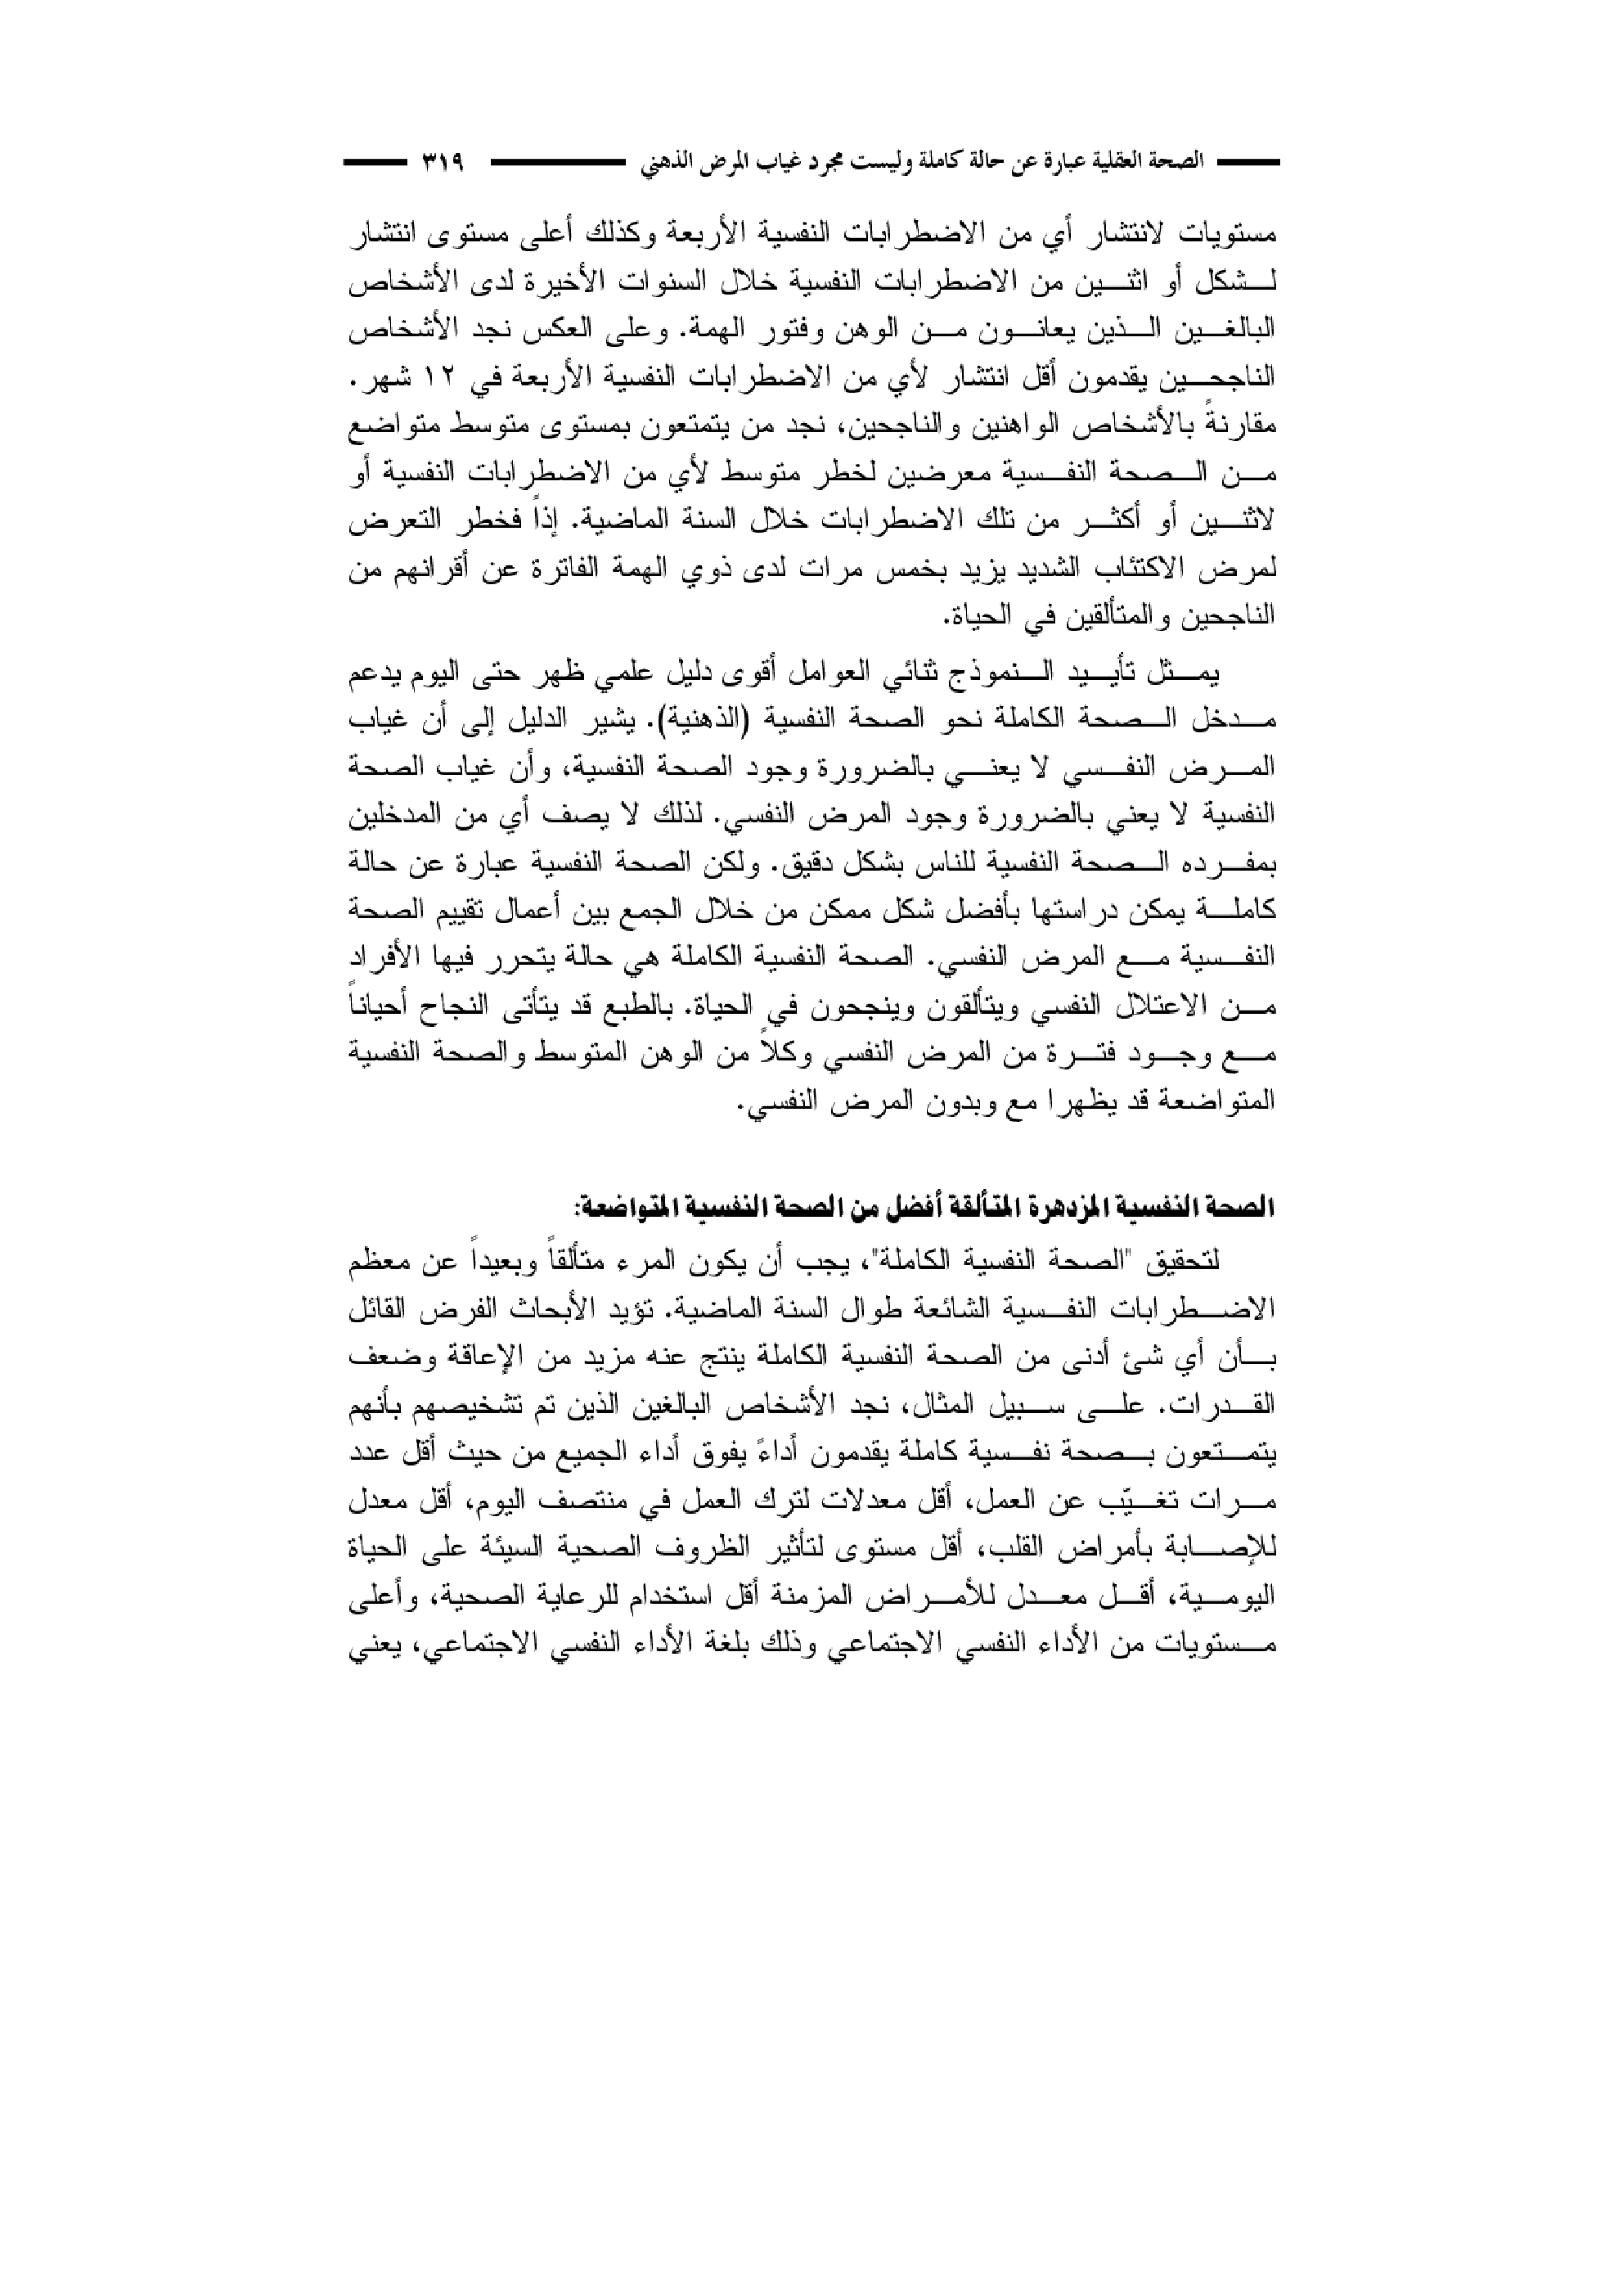 الصحة العقلية عبارة عن حالة كاملة وليست مجرد غياب المرض الذهني ٣١٩
مستويات لانتشار أي من الاضطرابات النفسية الأربعة وكذلك أعلى مستوى انتشار
لشكل أو اثنين من الاضطرابات النفسية خلال السنوات الأخيرة لدى الأشخاص
البالغين الذين يعانون من الوهن وفتور الهمة. وعلى العكس نجد الأشخاص
الناجحين يقدمون أقل انتشار لأي من الاضطرابات النفسية الأربعة في ١٢ شهر.
مقارنةً بالأشخاص الواهنين والناجحين، نجد من يتمتعون بمستوى متوسط متواضع
من الصحة النفسية معرضين لخطر متوسط لأي من الاضطرابات النفسية أو
لاثنين أو أكثر من تلك الاضطرابات خلال السنة الماضية. إذاً فخطر التعرض
لمرض الاكتئاب الشديد يزيد بخمس مرات لدى ذوي الهمة الفاترة عن أقرانهم من
الناجحين والمتألقين في الحياة.
يمثل تأييد النموذج ثنائي العوامل أقوى دليل علمي ظهر حتى اليوم يدعم
مدخل الصحة الكاملة نحو الصحة النفسية (الذهنية). يشير الدليل إلى أن غياب
المرض النفسي لا يعني بالضرورة وجود الصحة النفسية، وأن غياب الصحة
النفسية لا يعني بالضرورة وجود المرض النفسي. لذلك لا يصف أي من المدخلين
بمفرده الصحة النفسية للناس بشكل دقيق. ولكن الصحة النفسية عبارة عن حالة
كاملة يمكن دراستها بأفضل شكل ممكن من خلال الجمع بين أعمال تقييم الصحة
النفسية مع المرض النفسي. الصحة النفسية الكاملة هي حالة يتحرر فيها الأفراد
من الاعتلال النفسي ويتألقون وينجحون في الحياة. بالطبع قد يتأتى النجاح أحياناً
مع وجود فترة من المرض النفسي وكلاً من الوهن المتوسط والصحة النفسية
المتواضعة قد يظهرا مع وبدون المرض النفسي.
الصحة النفسية المزدهرة المتألقة أفضل من الصحة النفسية المتواضعة:
لتحقيق "الصحة النفسية الكاملة"، يجب أن يكون المرء متألقاً وبعيداً عن معظم
الاضطرابات النفسية الشائعة طوال السنة الماضية. تؤيد الأبحاث الفرض القائل
بأن أي شئ أدنى من الصحة النفسية الكاملة ينتج عنه مزيد من الإعاقة وضعف
القدرات. على سبيل المثال، نجد الأشخاص البالغين الذين تم تشخيصهم بأنهم
يتمتعون بصحة نفسية كاملة يقدمون أداءً يفوق أداء الجميع من حيث أقل عدد
مرات تغيّب عن العمل، أقل معدلات لترك العمل في منتصف اليوم، أقل معدل
للإصابة بأمراض القلب، أقل مستوى لتأثير الظروف الصحية السيئة على الحياة
اليومية، أقل معدل للأمراض المزمنة أقل استخدام للرعاية الصحية، وأعلى
مستويات من الأداء النفسي الاجتماعي وذلك بلغة الأداء النفسي الاجتماعي، يعني